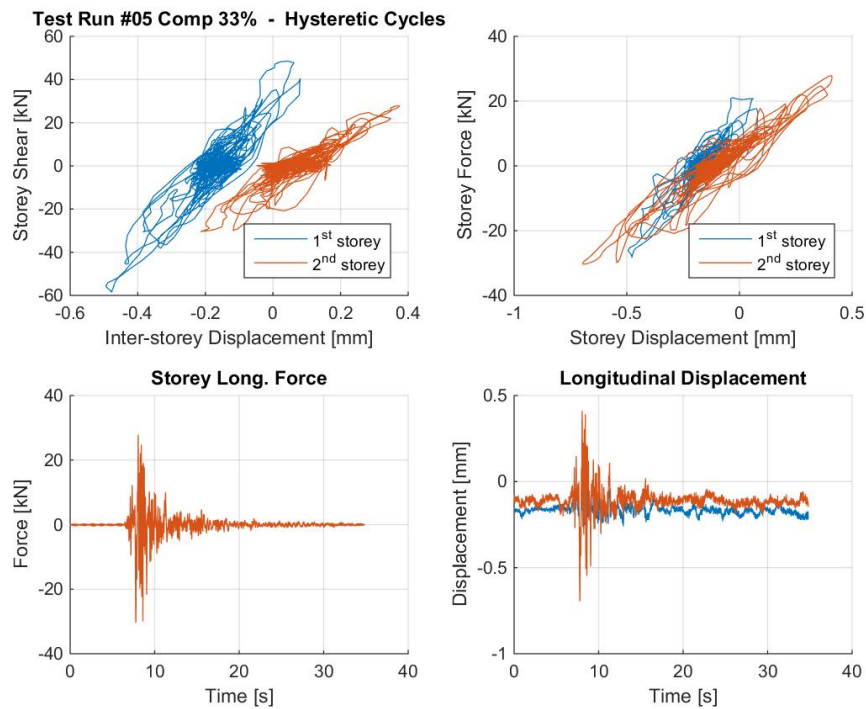 Test Run #05 Comp 33% - Hysteretic Cycles
60
40
20
0
-20
-40
-60
Storey Shear [kN]
1st storey
2nd storey
-0.6
-0.4
-0.2
0
0.2
0.4
Inter-storey Displacement [mm]
40
20
0
-20
-40
Storey Force [kN]
1st storey
2nd storey
-1
-0.5
0
0.5
Storey Displacement [mm]
Storey Long. Force
40
20
0
-20
-40
Force [kN]
0
10
20
30
40
Time [s]
Longitudinal Displacement
0.5
0
-0.5
-1
Displacement [mm]
0
10
20
30
40
Time [s]